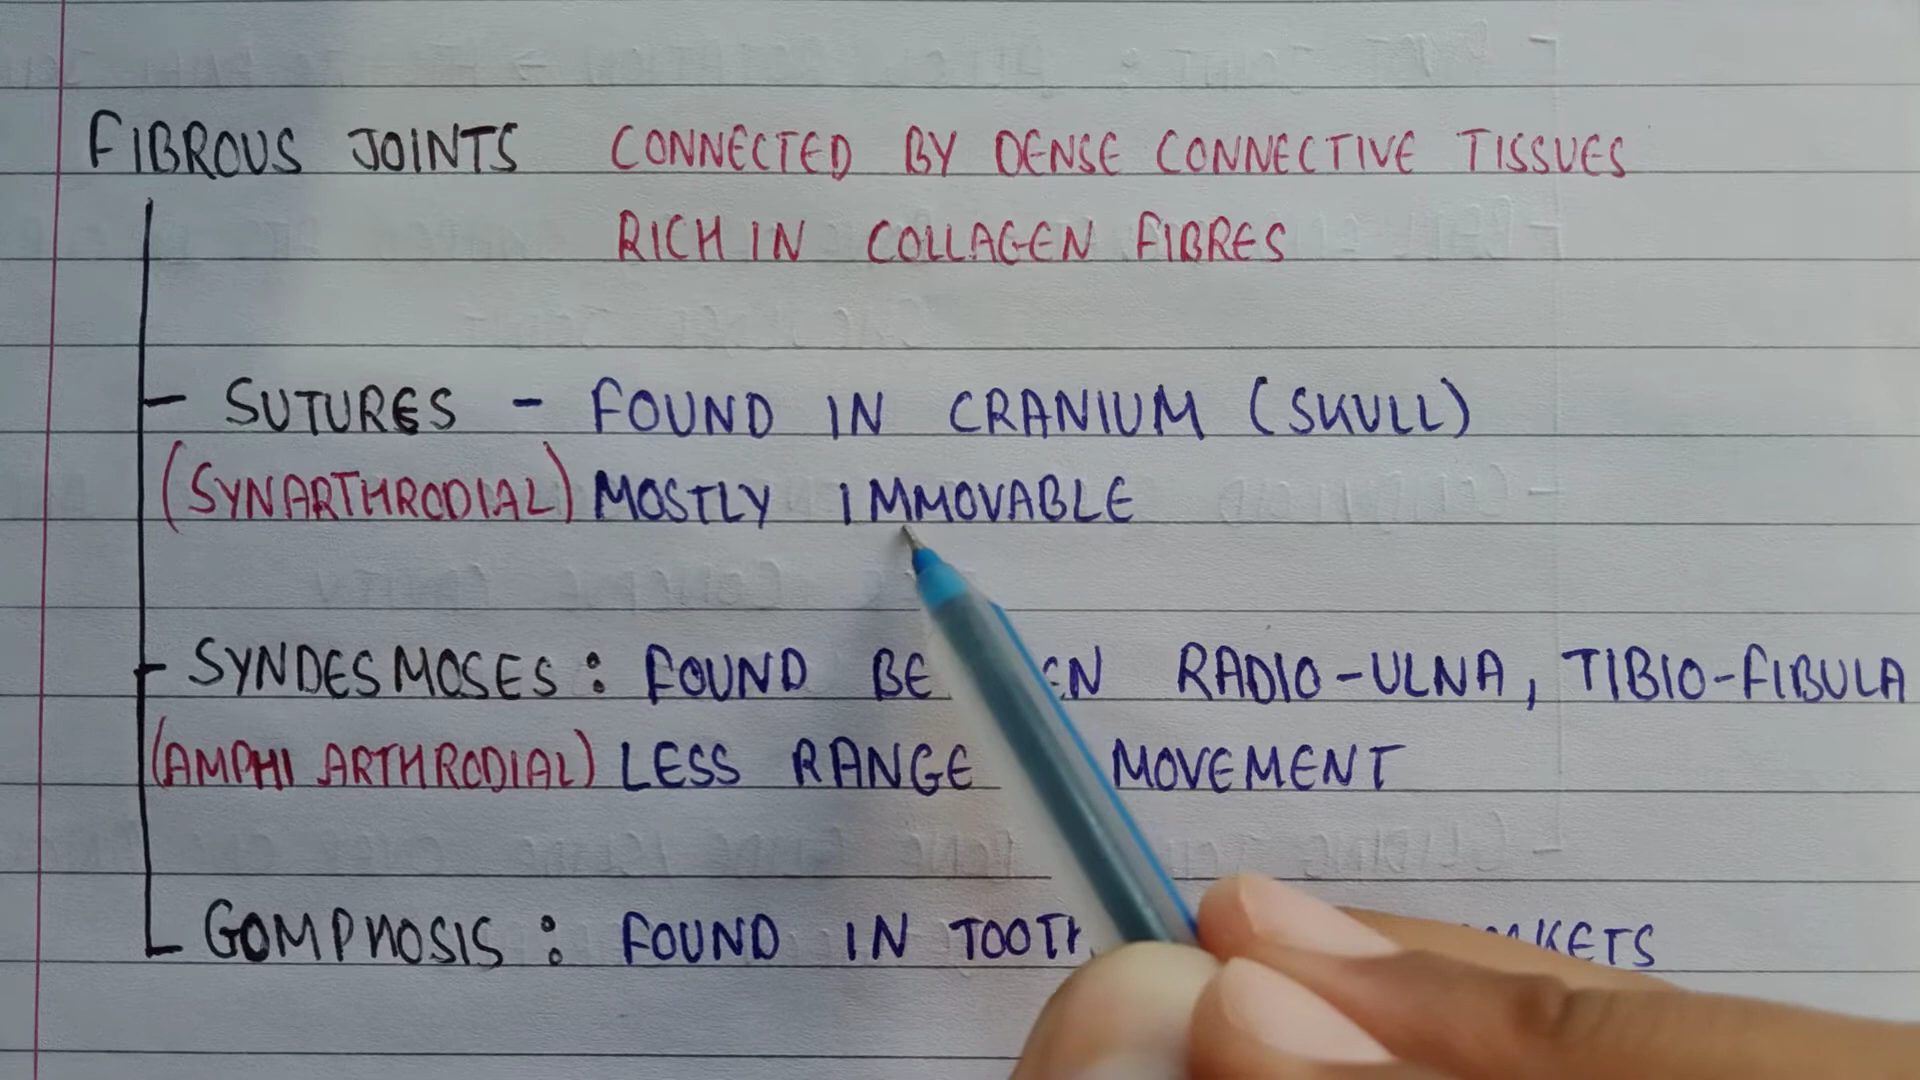 FIBROUS JOINTS CONNECTED BY DENSE CONNECTIVE TISSUES
RICH IN COLLAGEN FIBRES
- SUTURES - FOUND IN CRANIUM (SKULL)
(SYNARTHRODIAL) MOSTLY IMMOVABLE
- SYNDESMOSES : FOUND RADIO-ULNA, TIBIO-FIBULA
(AMPHI ARTHRODIAL) LESS RANGE MOVEMENT
- GOMPHOSIS : FOUND IN